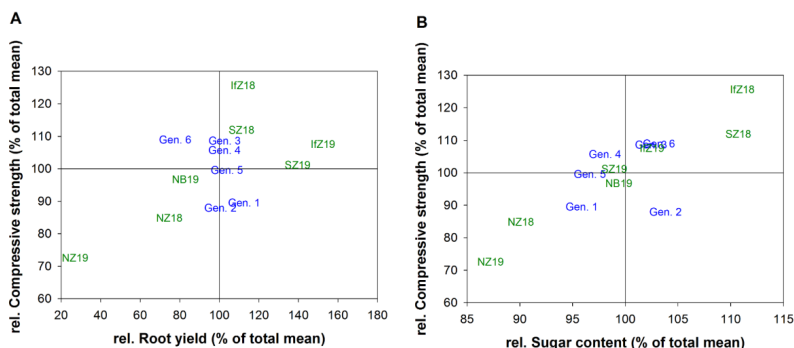 A
rel. Compressive strength (% of total mean)
130
120
110
100
90
80
70
60
IfZ18
SZ18
Gen. 6
Gen. 3
IfZ19
Gen. 4
SZ19
Gen. 5
NB19
Gen. 1
Gen. 2
NZ18
NZ19
20 40 60 80 100 120 140 160 180
rel. Root yield (% of total mean)
B
rel. Compressive strength (% of total mean)
130
120
110
100
90
80
70
60
IfZ18
SZ18
Gen. 3
Gen. 6
IfZ19
Gen. 4
SZ19
Gen. 5
NB19
Gen. 1
Gen. 2
NZ18
NZ19
85 90 95 100 105 110 115
rel. Sugar content (% of total mean)